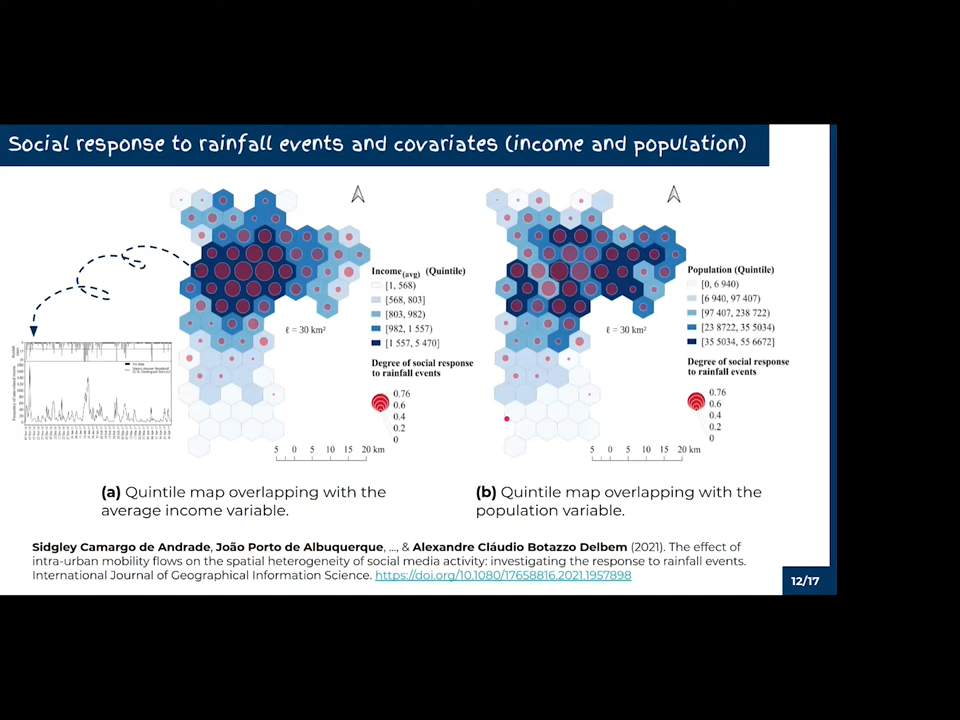 Social response to rainfall events and covariates (income and population)
Income(avg) (Quintile)
[1, 568)
[568, 803)
[803, 982)
[982, 1 557)
[1 557, 5 470]
ℓ = 30 km²
Degree of social response
to rainfall events
0.76
0.6
0.4
0.2
0
5 0 5 10 15 20 km
Population (Quintile)
[0, 6 940)
[6 940, 97 407)
[97 407, 238 722)
[23 8722, 35 5034)
[35 5034, 55 6672]
ℓ = 30 km²
Degree of social response
to rainfall events
0.76
0.6
0.4
0.2
0
5 0 5 10 15 20 km
(a) Quintile map overlapping with the
average income variable.
(b) Quintile map overlapping with the
population variable.
Sidgley Camargo de Andrade, João Porto de Albuquerque, ..., & Alexandre Cláudio Botazzo Delbem (2021). The effect of
intra-urban mobility flows on the spatial heterogeneity of social media activity: investigating the response to rainfall events.
International Journal of Geographical Information Science. https://doi.org/10.1080/17658816.2021.1957898
12/17